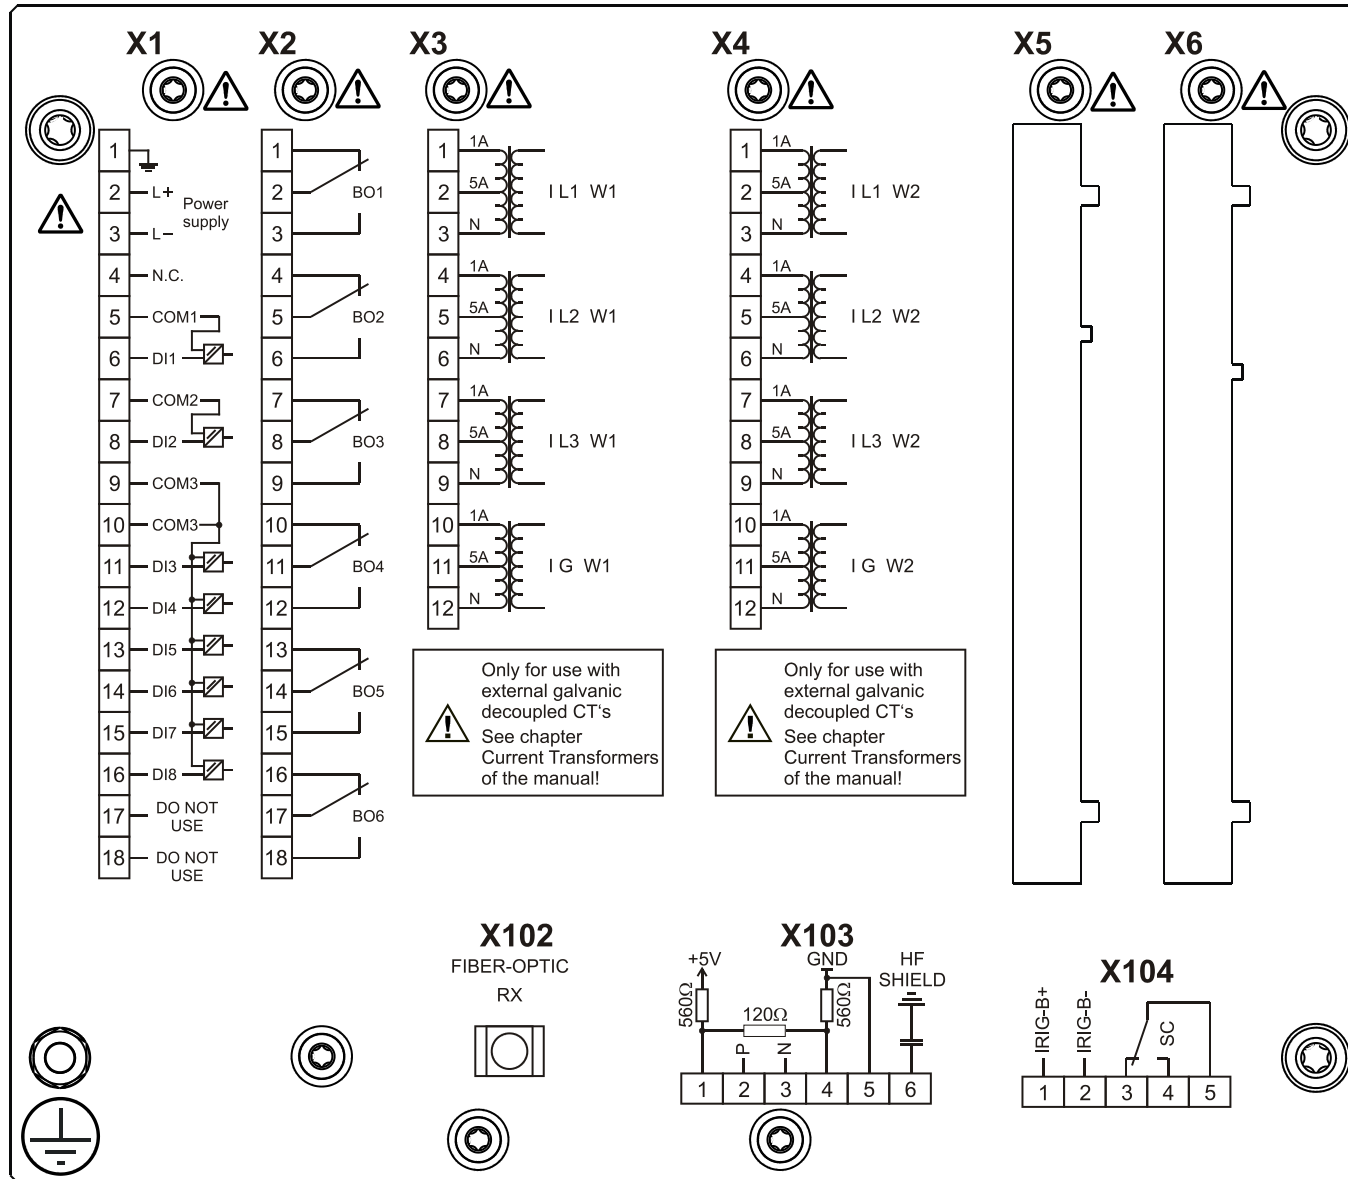 X1
X2
X3
X4
X5
X6
1
2 L+
Power
supply
3 L-
4 N.C.
5 COM1
6 DI1
7 COM2
8 DI2
9 COM3
10 COM3
11 DI3
12 DI4
13 DI5
14 DI6
15 DI7
16 DI8
17 DO NOT
USE
18 DO NOT
USE
1
2 BO1
3
4
5 BO2
6
7
8 BO3
9
10
11 BO4
12
13
14 BO5
15
16
17 BO6
18
1 1A
2 5A I L1 W1
3 N
4 1A
5 5A I L2 W1
6 N
7 1A
8 5A I L3 W1
9 N
10 1A
11 5A I G W1
12 N
Only for use with
external galvanic
decoupled CT‘s
See chapter
Current Transformers
of the manual!
1 1A
2 5A I L1 W2
3 N
4 1A
5 5A I L2 W2
6 N
7 1A
8 5A I L3 W2
9 N
10 1A
11 5A I G W2
12 N
Only for use with
external galvanic
decoupled CT‘s
See chapter
Current Transformers
of the manual!
X102
FIBER-OPTIC
RX
X103
+5V
GND
HF
SHIELD
560Ω
120Ω
560Ω
P
N
1 2 3 4 5 6
X104
IRIG-B+
IRIG-B-
SC
1 2 3 4 5